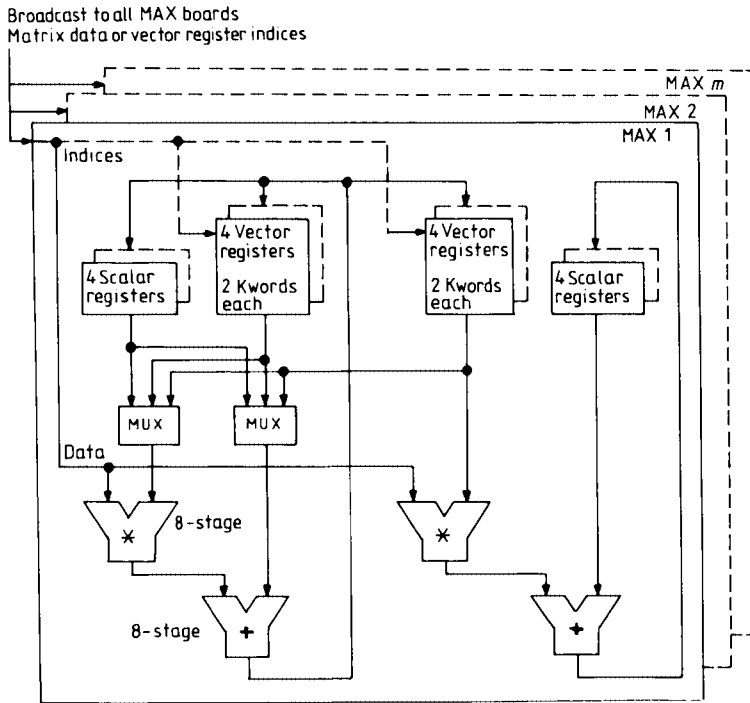 Broadcast to all MAX boards
Matrix data or vector register indices
MAX m
MAX 2
MAX 1
Indices
4 Scalar
registers
4 Vector
registers
2 Kwords
each
4 Vector
registers
2 Kwords
each
4 Scalar
registers
MUX
MUX
Data
*
8-stage
*
8-stage
+
+